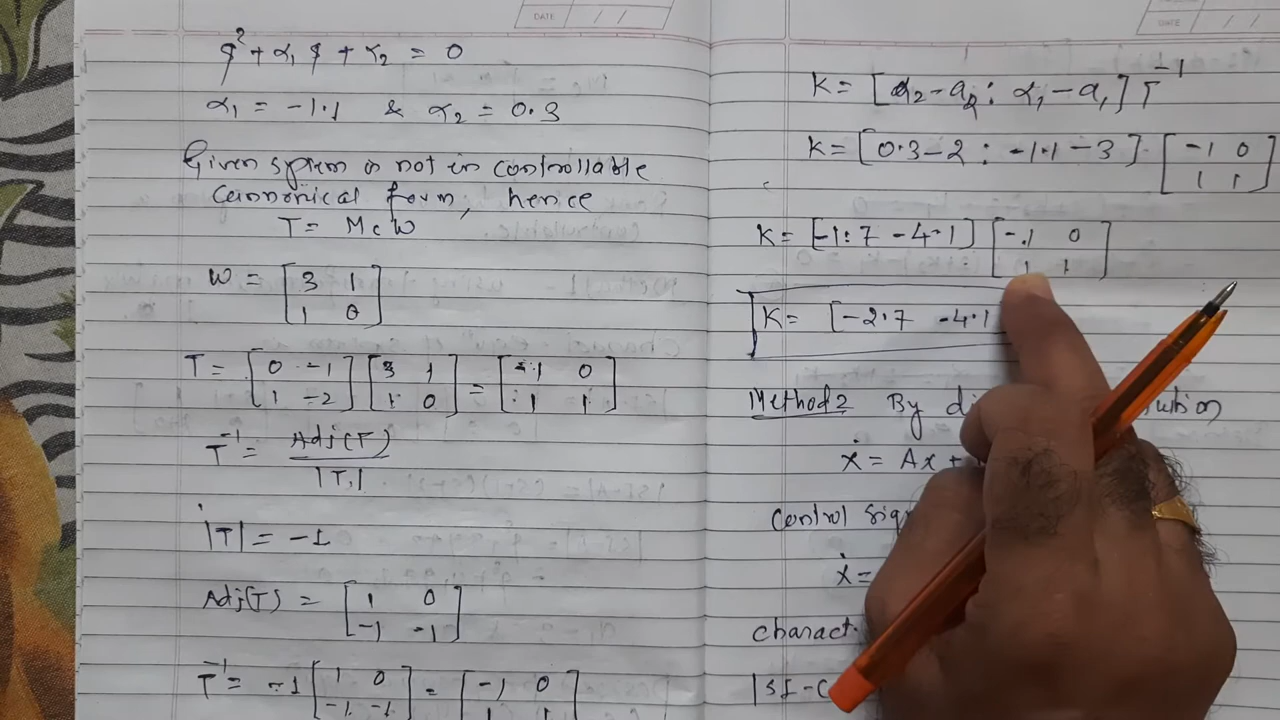 DATE / /
DATE / /
q² + α₁ q + α₂ = 0
α₁ = -1.1 & α₂ = 0.3
Given system is not in controllable
cannonical form, hence
T = Mc W
W = [3 1
1 0]
T = [0 -1
1 -2] [3 1
1 0] = [-1 0
1 1]
T⁻¹ = Adj(T)
|T|
|T| = -1
Adj(T) = [1 0
-1 -1]
T⁻¹ = -1 [1 0
-1 -1] = [-1 0
1 1]
K = [α₂ - a₂ : α₁ - a₁] T⁻¹
K = [0.3 - 2 : -1.1 - 3] [-1 0
1 1]
K = [-1.7 -4.1] [-1 0
1 1]
K = [-2.7 -4.1
Method 2 By di
ẋ = Ax +
Control sig
ẋ =
charact.
|SI - C